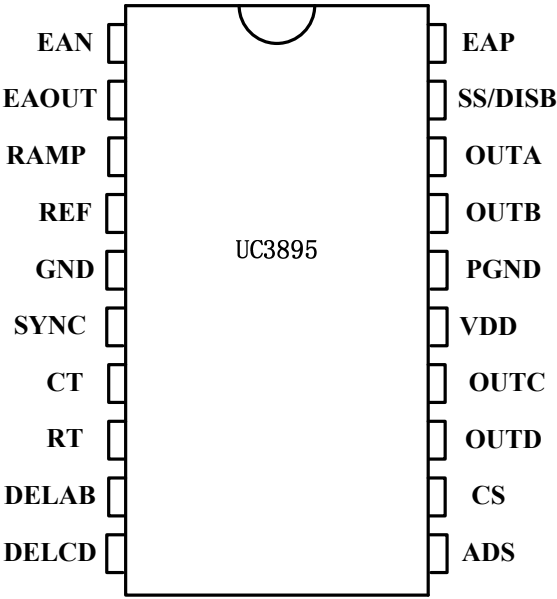 EAN EAP
EAOUT SS/DISB
RAMP OUTA
REF OUTB
UC3895
GND PGND
SYNC VDD
CT OUTC
RT OUTD
DELAB CS
DELCD ADS